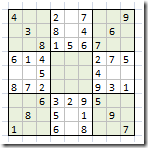 4 2 7 9
3 8 4 6
8 1 5 6 7
6 1 4 2 7 5
5 4
8 7 2 9 3 1
6 3 2 9 5
8 5 1 9
1 6 8 7